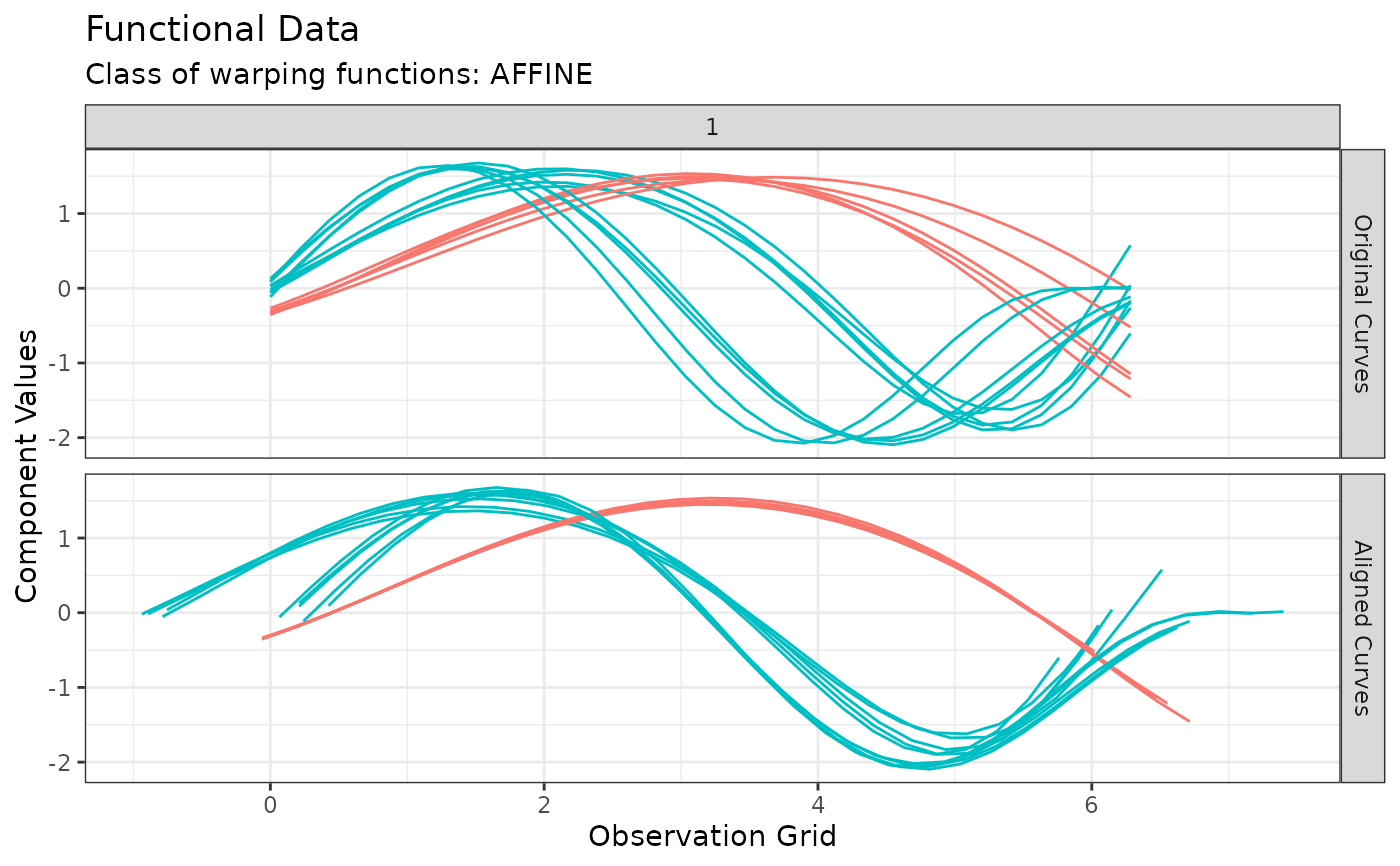 Functional Data
Class of warping functions: AFFINE
1
Component Values
1
0
-1
-2
Original Curves
1
0
-1
-2
Aligned Curves
0 2 4 6
Observation Grid